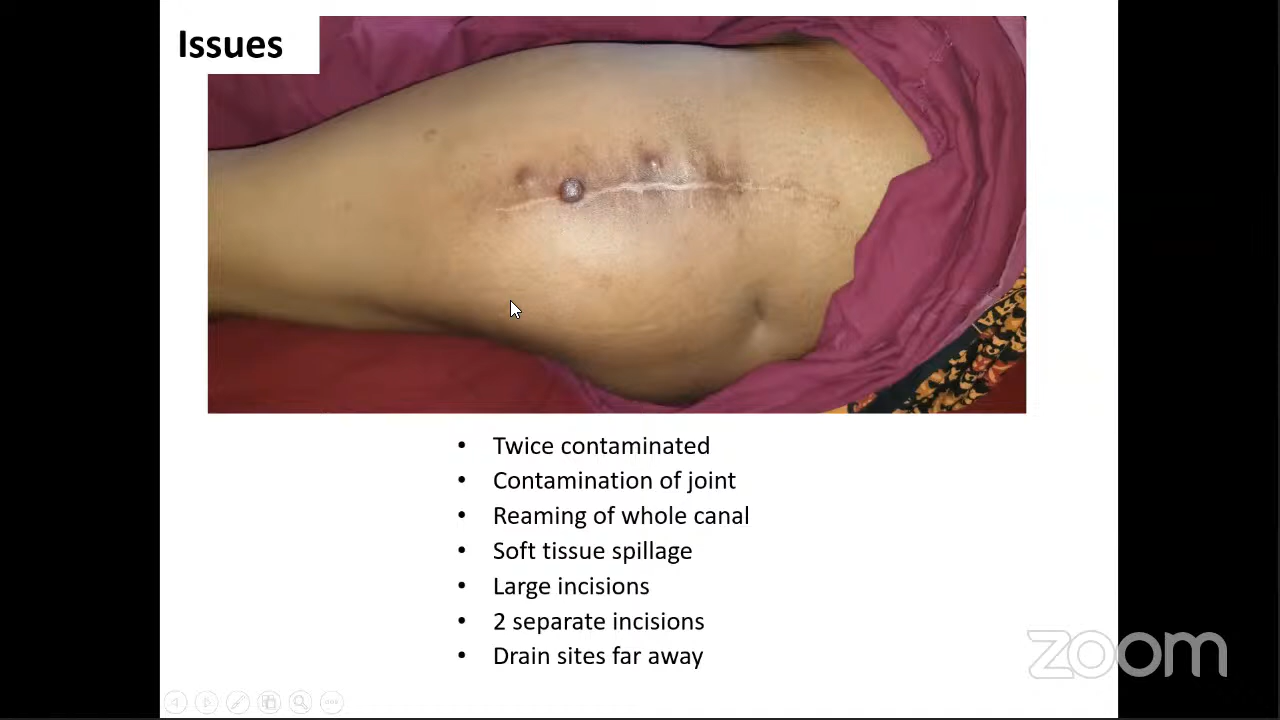 Issues
Twice contaminated
Contamination of joint
Reaming of whole canal
Soft tissue spillage
Large incisions
2 separate incisions
Drain sites far away
zoom